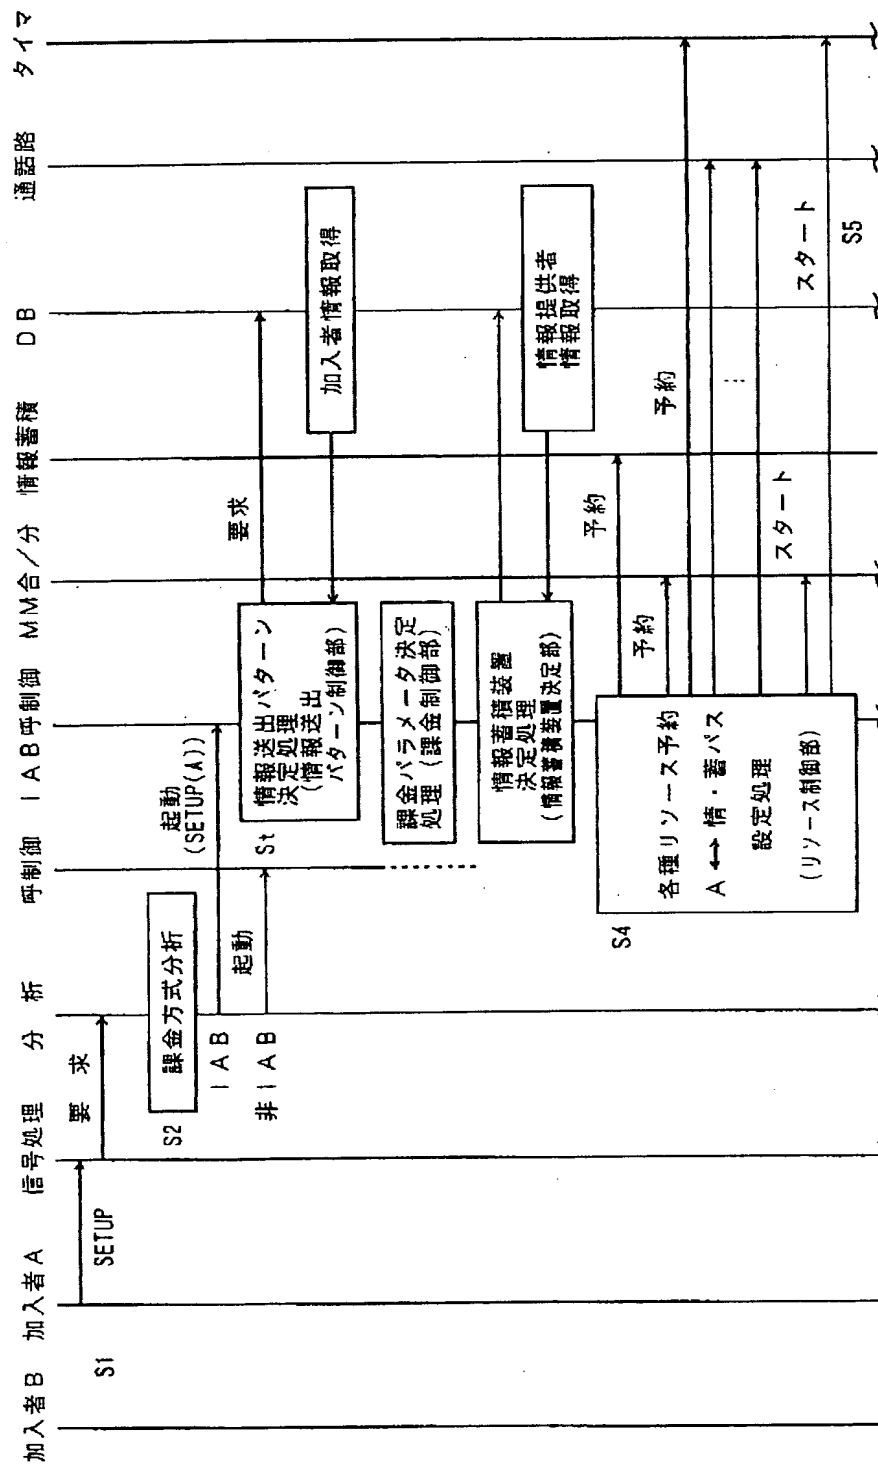 加入者B
加入者A
信号処理
分析
呼制御
IAB呼制御
MM合／分
情報蓄積
DB
通話路
タイマ
S1
SETUP
要求
S2
課金方式分析
IAB
起動
(SETUP(A))
非IAB
起動
St
情報送出パターン
決定処理
(情報送出
パターン制御部)
要求
加入者情報取得
課金パラメータ決定
処理(課金制御部)
情報蓄積装置
決定処理
(情報蓄積装置決定部)
情報提供者
情報取得
S4
各種リソース予約
A⟷情・蓄パス
設定処理
(リソース制御部)
予約
予約
予約
スタート
スタート
S5